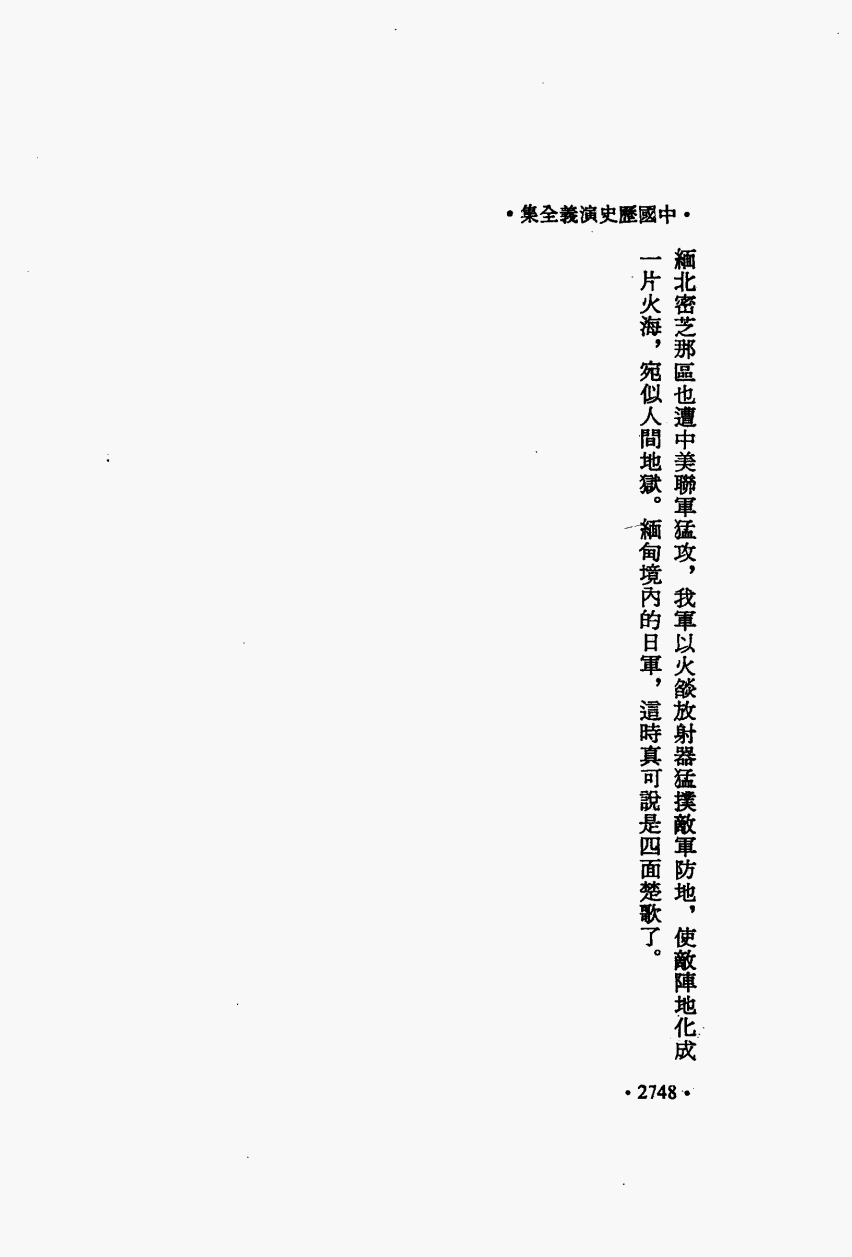 ·中國歷史演義全集·
緬北密芝那區也遭中美聯軍猛攻，我軍以火燄放射器猛撲敵軍防地，使敵陣地化成
一片火海，宛似人間地獄。緬甸境內的日軍，這時真可說是四面楚歌了。
·2748·